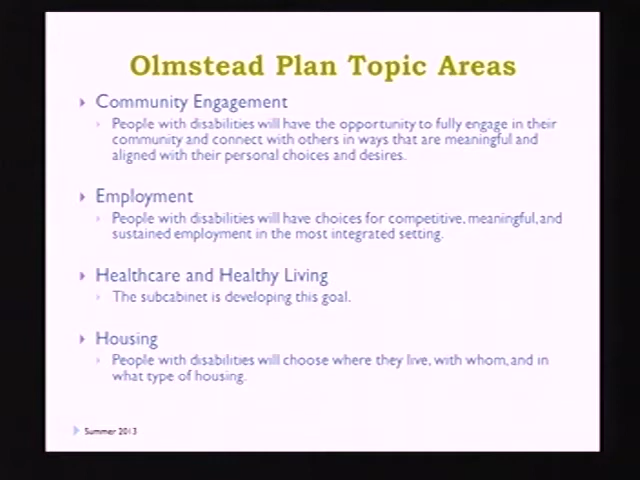 Olmstead Plan Topic Areas
Community Engagement
People with disabilities will have the opportunity to fully engage in their
community and connect with others in ways that are meaningful and
aligned with their personal choices and desires.
Employment
People with disabilities will have choices for competitive, meaningful, and
sustained employment in the most integrated setting.
Healthcare and Healthy Living
The subcabinet is developing this goal.
Housing
People with disabilities will choose where they live, with whom, and in
what type of housing.
Summer 2013